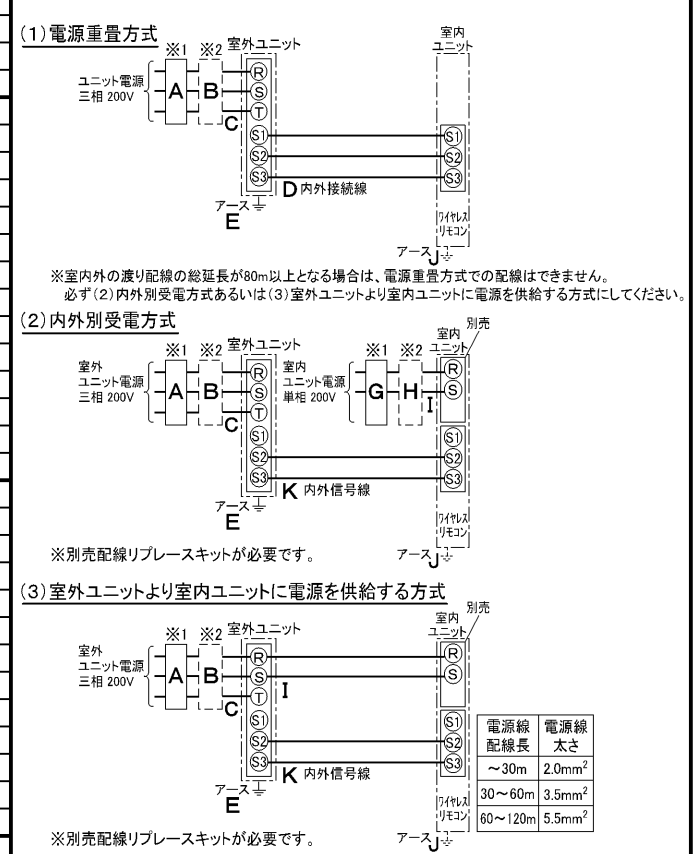 (1)電源重畳方式
※1 ※2 室外ユニット
室内
ユニット
ユニット電源
三相 200V
A B
R
S
T
C
S1
S2
S3
S1
S2
S3
D 内外接続線
アース
E
ワイヤレス
リモコン
アース
J
※室内外の渡り配線の総延長が80m以上となる場合は、電源重畳方式での配線はできません。
必ず(2)内外別受電方式あるいは(3)室外ユニットより室内ユニットに電源を供給する方式にしてください。
(2)内外別受電方式
※1 ※2 室外ユニット
室外
ユニット電源
三相 200V
A B
R
S
T
C
S1
S2
S3
室内
ユニット電源
単相 200V
※1 ※2
G H
I
室内
ユニット
別売
R
S
S1
S2
S3
K 内外信号線
アース
E
ワイヤレス
リモコン
アース
J
※別売配線リプレースキットが必要です。
(3)室外ユニットより室内ユニットに電源を供給する方式
※1 ※2 室外ユニット
室外
ユニット電源
三相 200V
A B
R
S
T
C
S1
S2
S3
I
室内
ユニット
別売
R
S
S1
S2
S3
K 内外信号線
アース
E
ワイヤレス
リモコン
アース
J
電源線
配線長
電源線
太さ
~30m 2.0mm²
30~60m 3.5mm²
60~120m 5.5mm²
※別売配線リプレースキットが必要です。